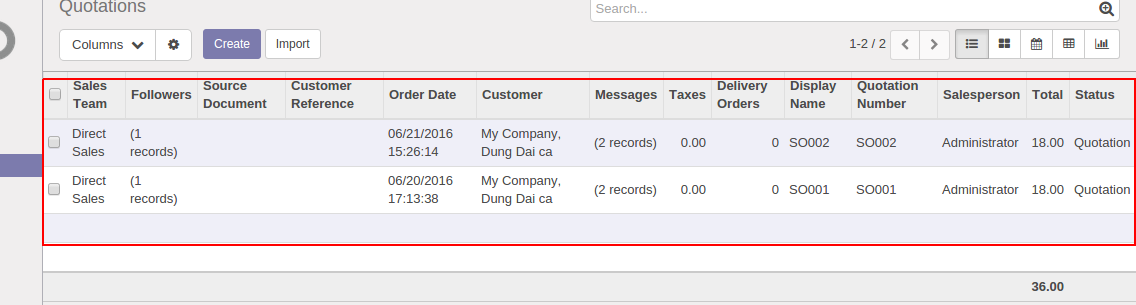 Quotations
Search...
Columns
Create
Import
1-2 / 2
Sales Team Followers Source Document Customer Reference Order Date Customer Messages Taxes Delivery Orders Display Name Quotation Number Salesperson Total Status
Direct Sales (1 records) 06/21/2016 15:26:14 My Company, Dung Dai ca (2 records) 0.00 0 SO002 SO002 Administrator 18.00 Quotation
Direct Sales (1 records) 06/20/2016 17:13:38 My Company, Dung Dai ca (2 records) 0.00 0 SO001 SO001 Administrator 18.00 Quotation
36.00